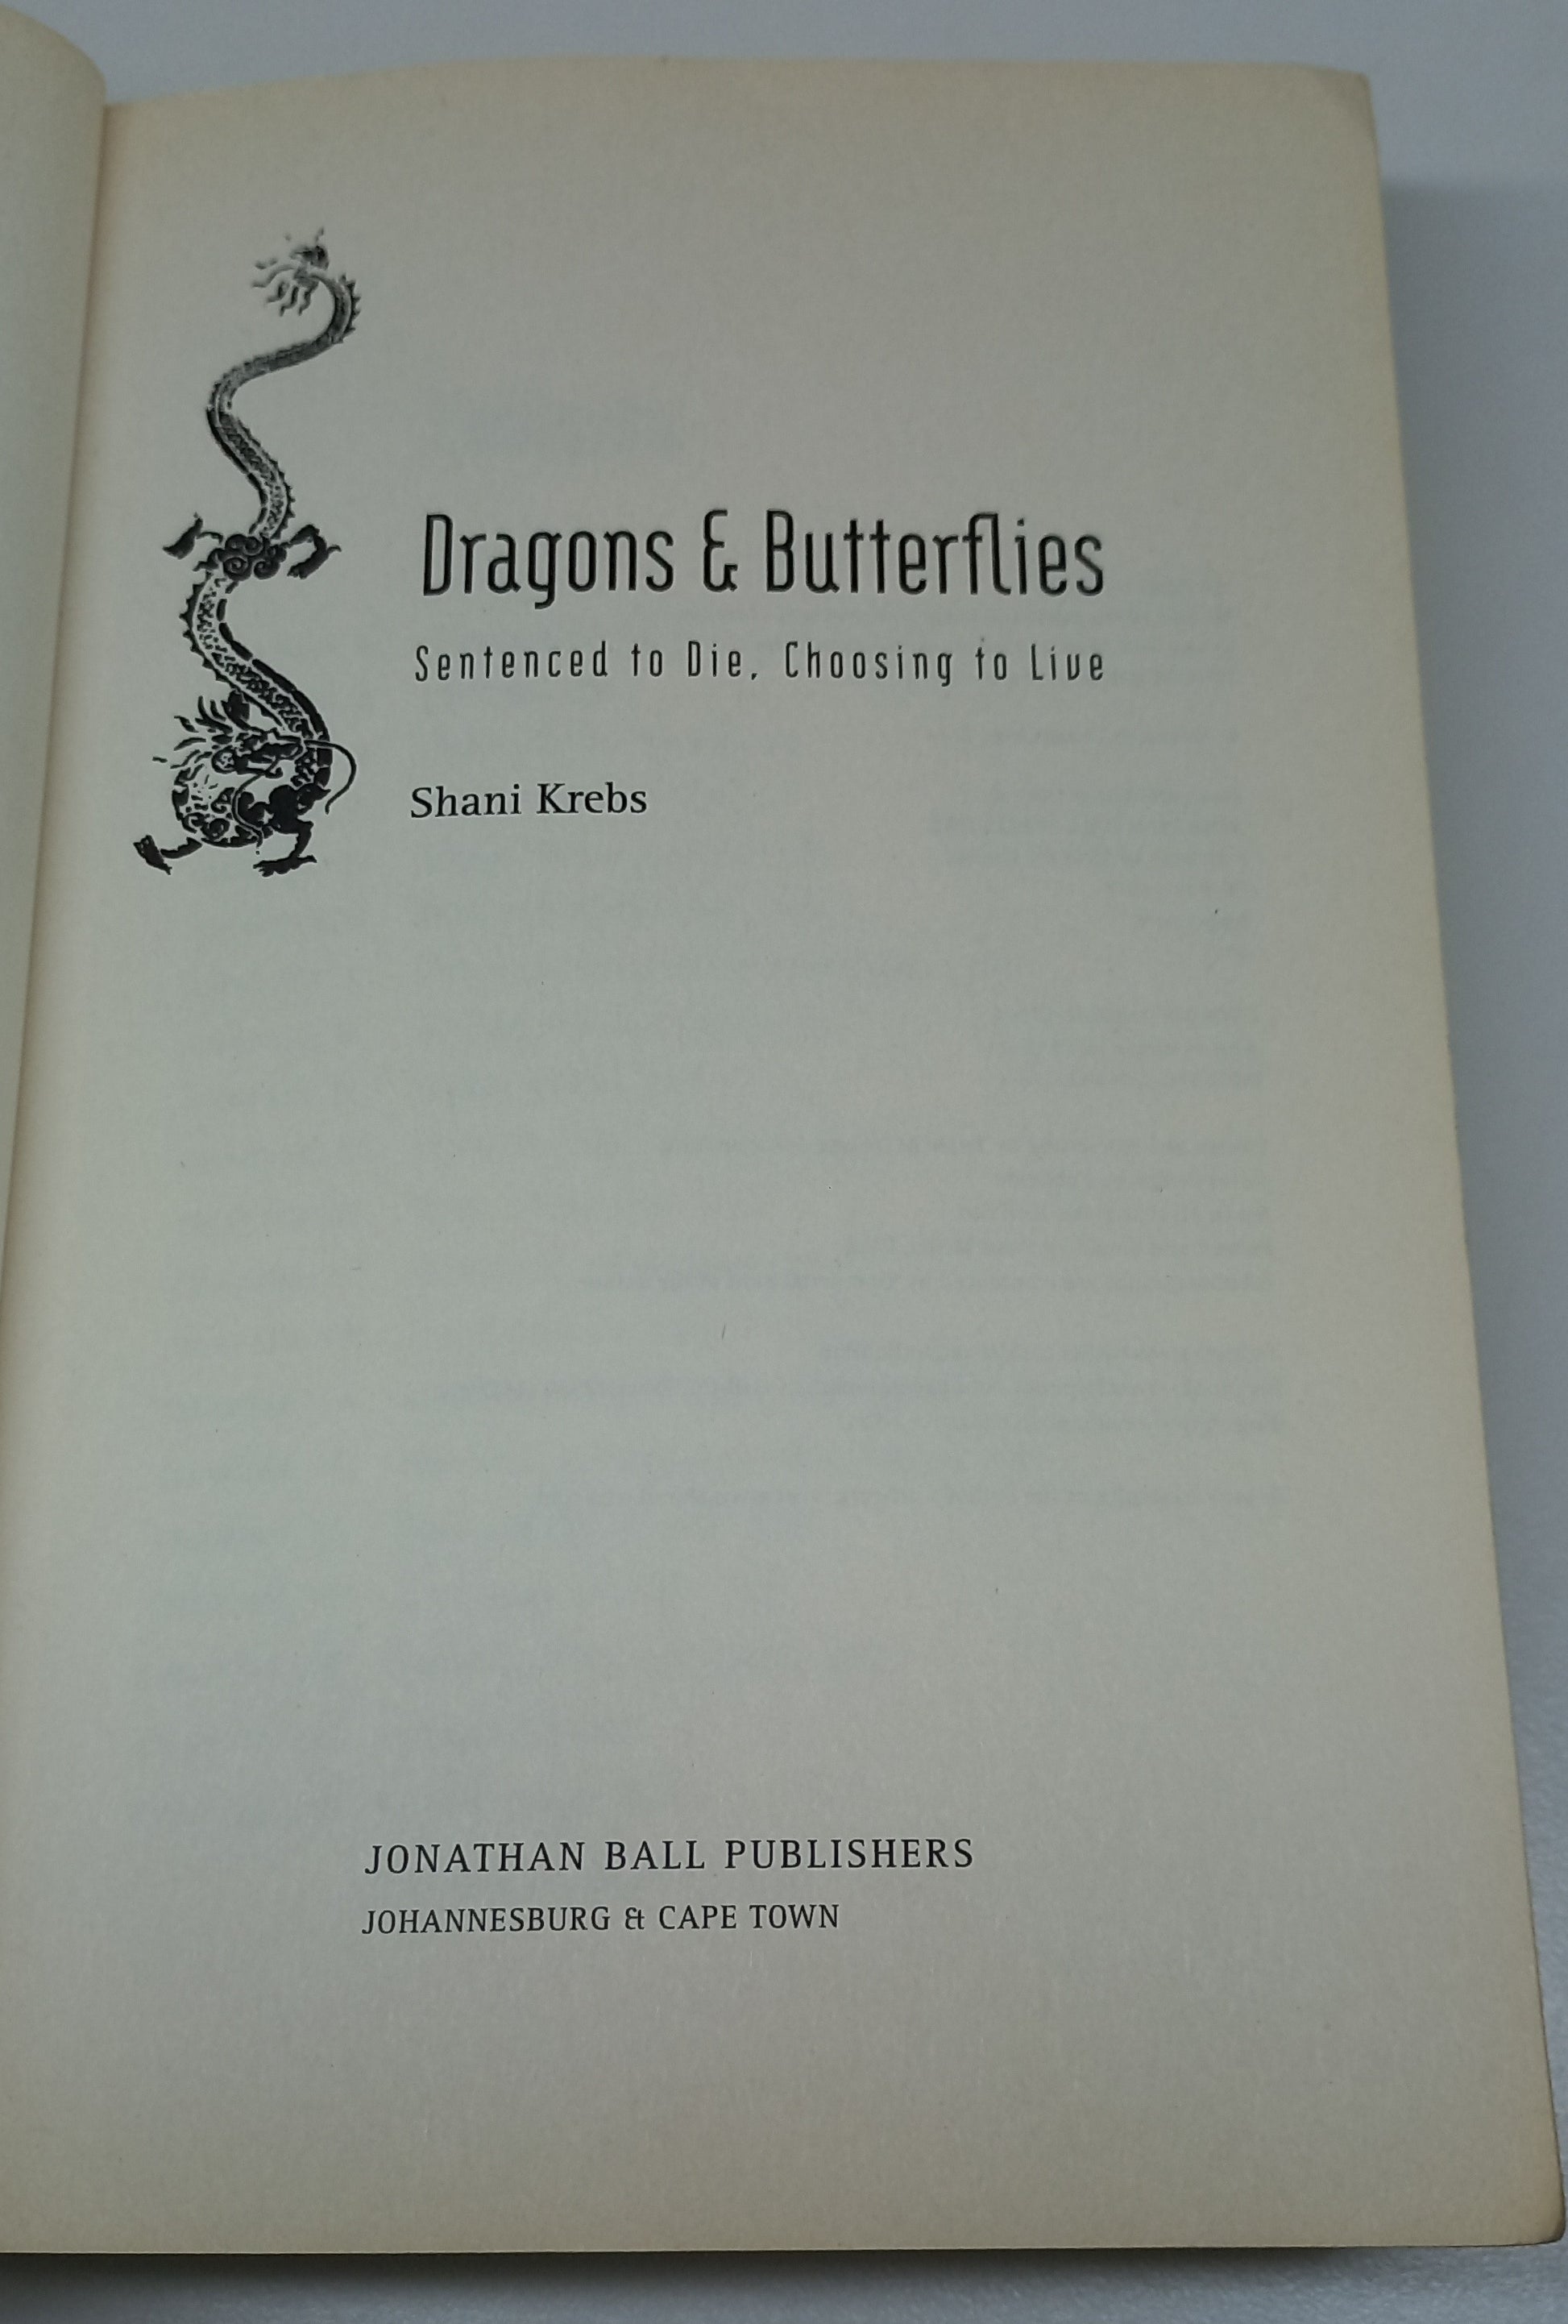 Dragons & Butterflies
Sentenced to Die, Choosing to Live
Shani Krebs
JONATHAN BALL PUBLISHERS
JOHANNESBURG & CAPE TOWN